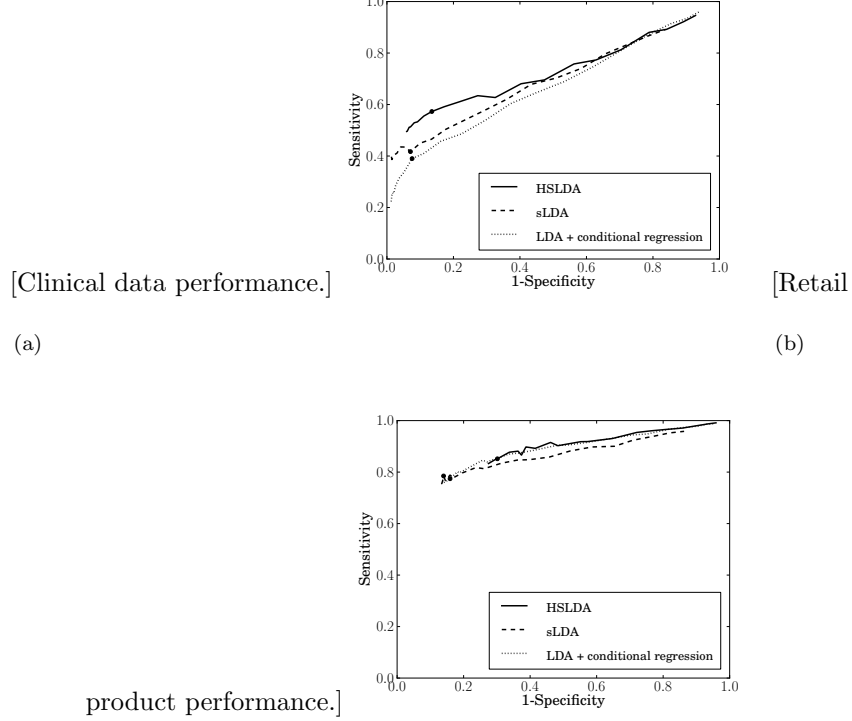 1.0
0.8
0.6
0.4
0.2
0.0
Sensitivity
HSLDA
sLDA
LDA + conditional regression
0.0 0.2 0.4 0.6 0.8 1.0
1-Specificity
[Clinical data performance.] [Retail
(a) (b)
1.0
0.8
0.6
0.4
0.2
0.0
Sensitivity
HSLDA
sLDA
LDA + conditional regression
0.0 0.2 0.4 0.6 0.8 1.0
1-Specificity
product performance.]